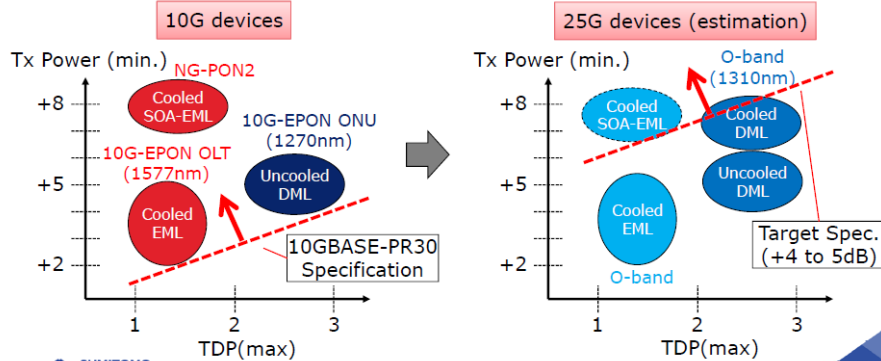 10G devices
Tx Power (min.)
NG-PON2
+8
Cooled
SOA-EML
10G-EPON ONU
(1270nm)
10G-EPON OLT
(1577nm)
+5
Uncooled
DML
Cooled
EML
10GBASE-PR30
Specification
+2
1
2
3
TDP(max)
25G devices (estimation)
Tx Power (min.)
O-band
(1310nm)
+8
Cooled
SOA-EML
Cooled
DML
+5
Uncooled
DML
Cooled
EML
Target Spec.
(+4 to 5dB)
+2
O-band
1
2
3
TDP(max)